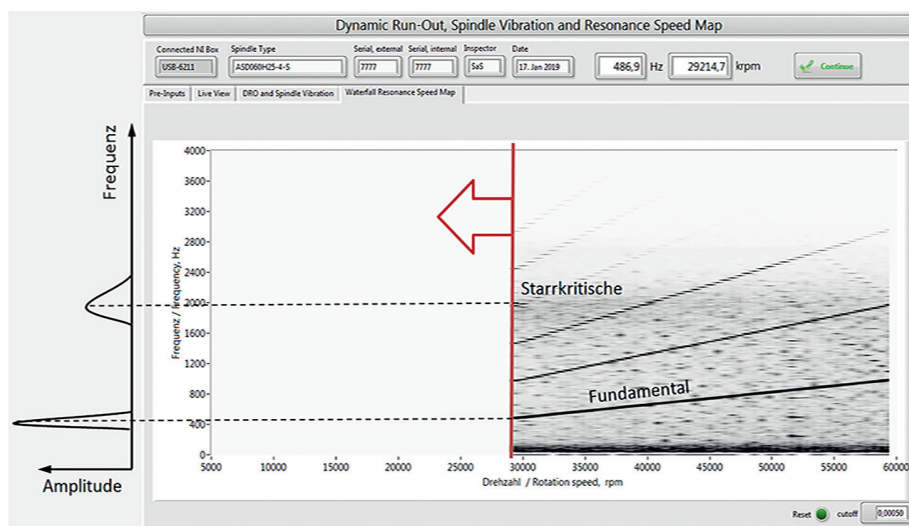 Dynamic Run-Out, Spindle Vibration and Resonance Speed Map
Connected NI Box Spindle Type Serial, external Serial, internal Inspector Date
USB-6211 ASD060H25-4-S 7777 7777 SaS 17. Jan 2019 486,9 Hz 29214,7 krpm Continue
Pre-Inputs Live View DRO and Spindle Vibration Waterfall Resonance Speed Map
Frequenz
Frequenz / frequency, Hz
4000
3600
3200
2800
2400
2000
1600
1200
800
400
0
Starrkritische
Fundamental
5000 10000 15000 20000 25000 30000 35000 40000 45000 50000 55000 60000
Drehzahl / Rotation speed, rpm
Amplitude
Reset cutoff 0,00050